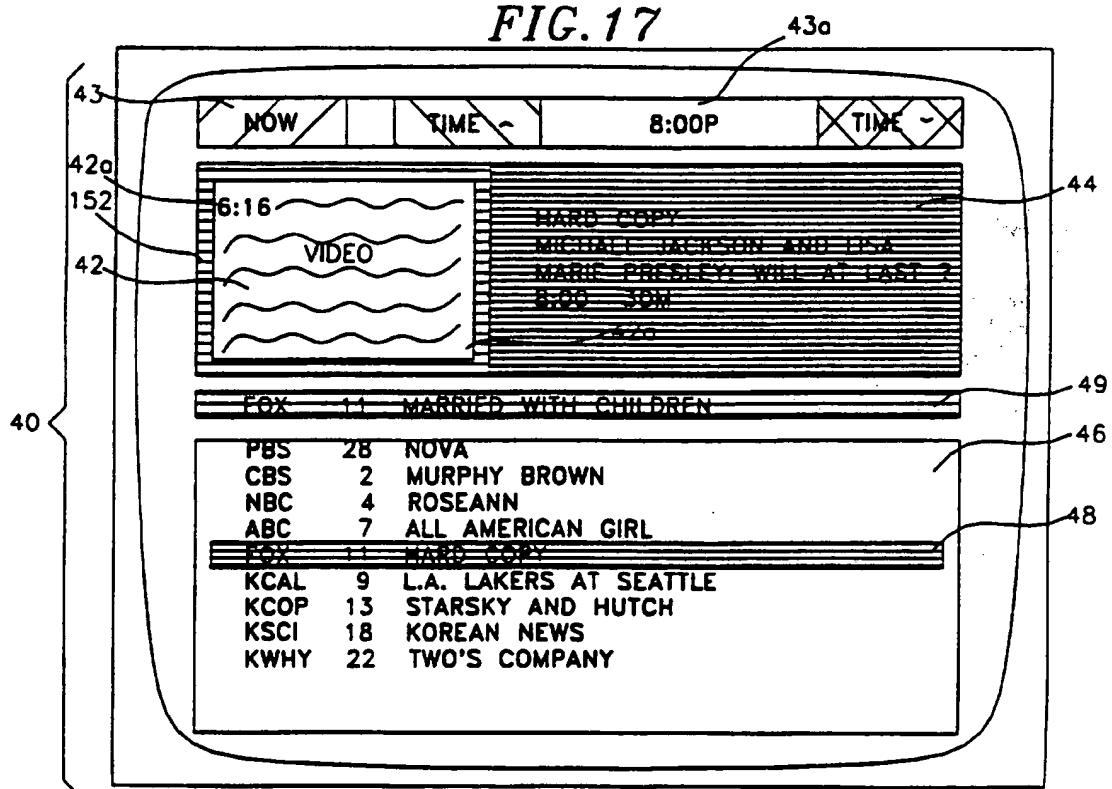 FIG. 17
43a
43
NOW TIME ~ 8:00P TIME ~
42a
152
6:16
VIDEO
42
HARD COPY
MICHAEL JACKSON AND LISA
MARIE PRESLEY: WILL AT LAST ?
8:00 30M
42a
44
FOX 11 MARRIED WITH CHILDREN
49
40
46
PBS 28 NOVA
CBS 2 MURPHY BROWN
NBC 4 ROSEANN
ABC 7 ALL AMERICAN GIRL
FOX 11 HARD COPY
48
KCAL 9 L.A. LAKERS AT SEATTLE
KCOP 13 STARSKY AND HUTCH
KSCI 18 KOREAN NEWS
KWHY 22 TWO'S COMPANY